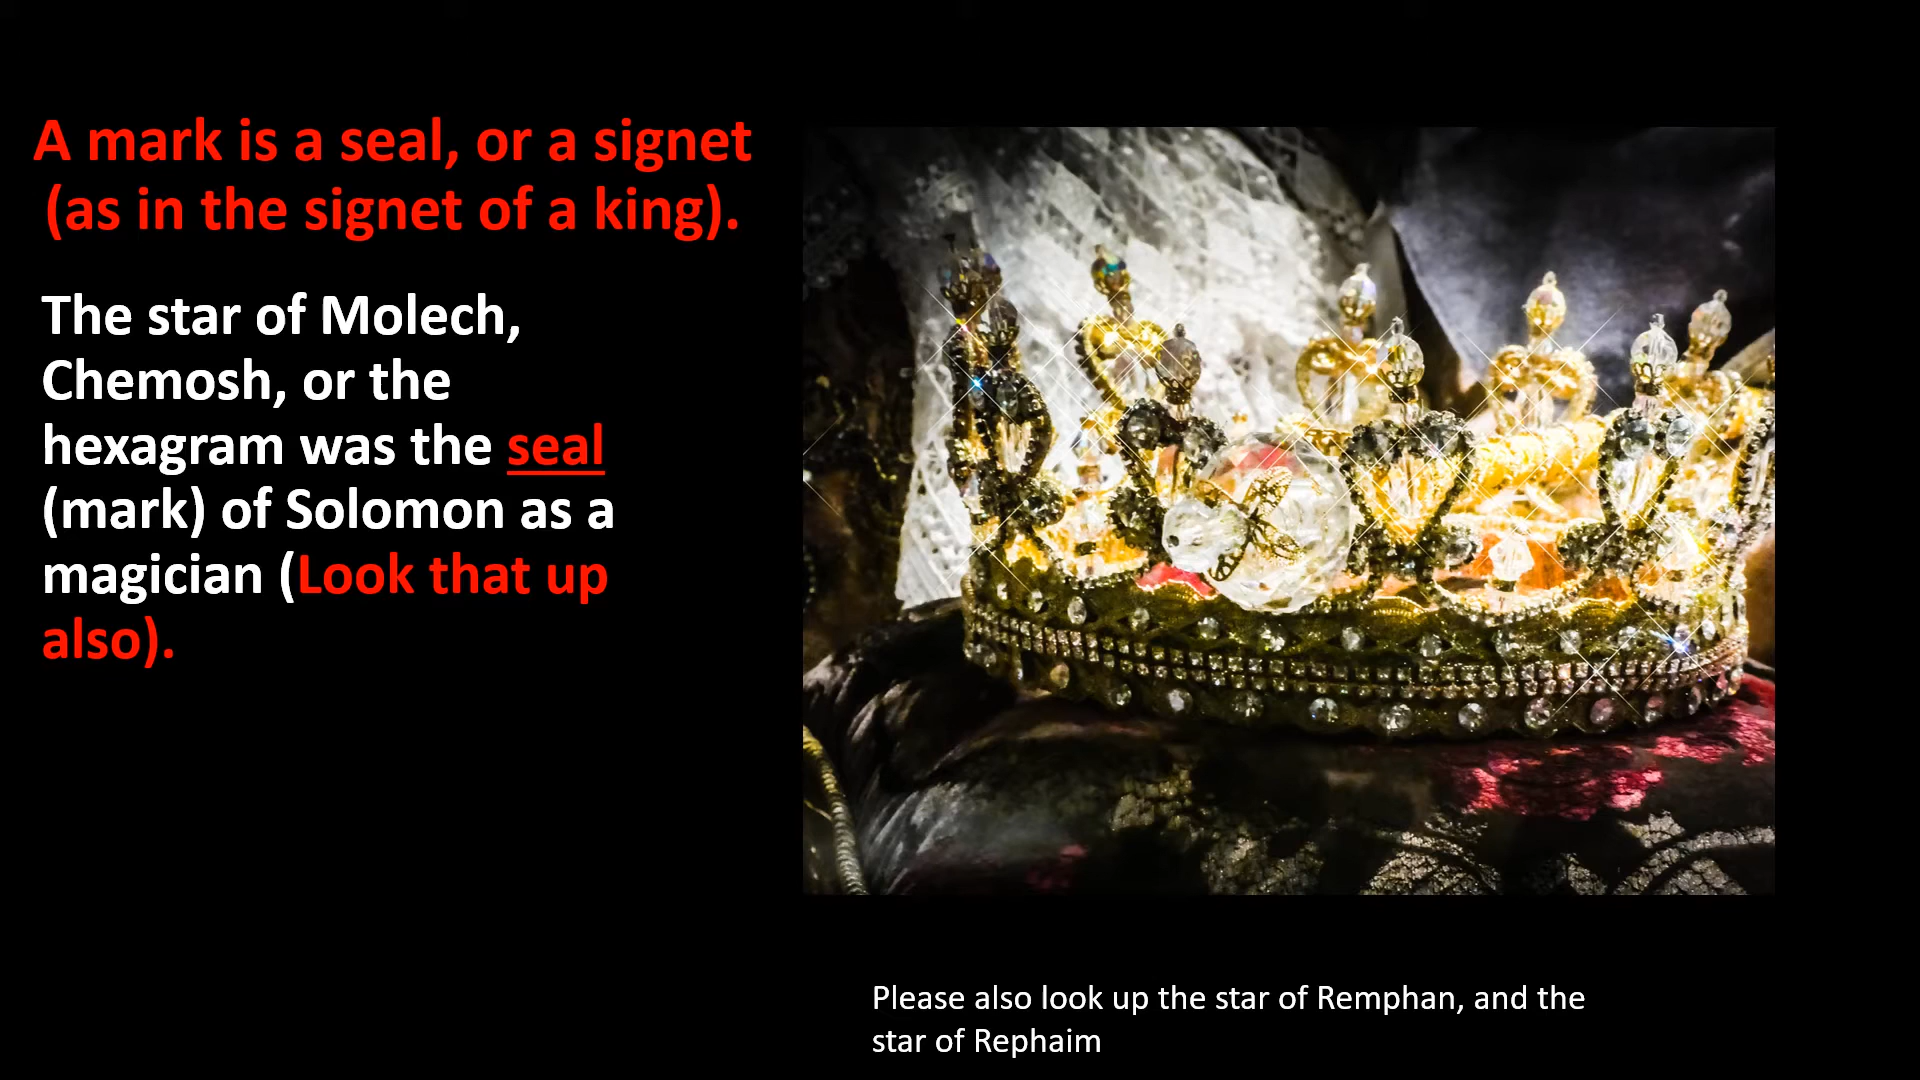 A mark is a seal, or a signet
(as in the signet of a king).
The star of Molech,
Chemosh, or the
hexagram was the seal
(mark) of Solomon as a
magician (Look that up
also).
Please also look up the star of Remphan, and the
star of Rephaim